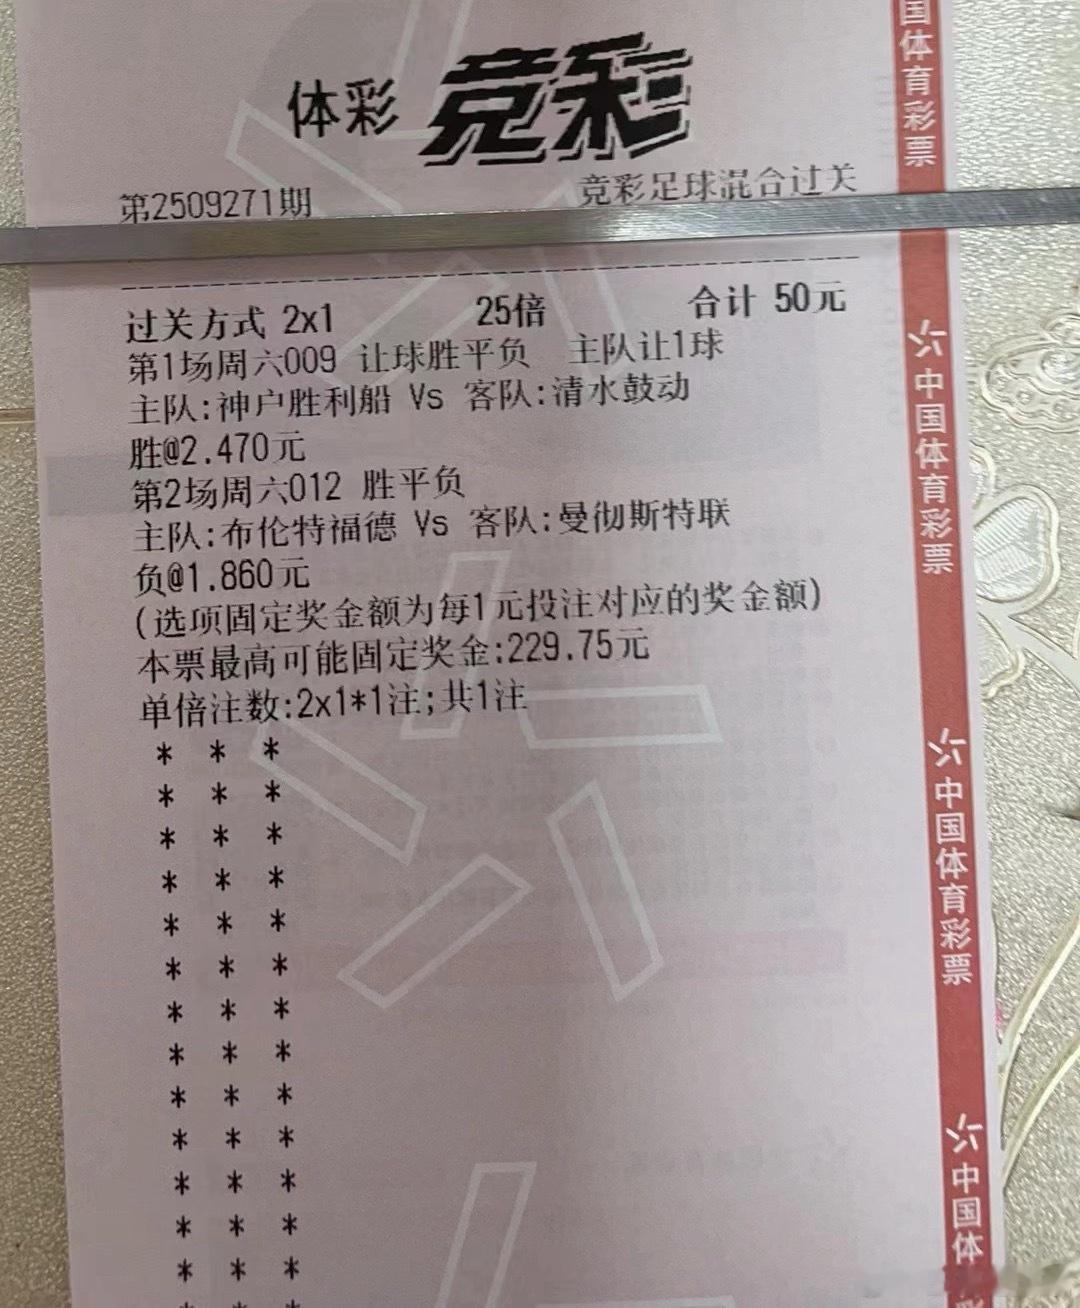 体彩 竞彩
第2509271期 竞彩足球混合过关
过关方式 2x1 25倍 合计 50元
第1场周六009 让球胜平负 主队让1球
主队:神户胜利船 Vs 客队:清水鼓动
胜@2.470元
第2场周六012 胜平负
主队:布伦特福德 Vs 客队:曼彻斯特联
负@1.860元
(选项固定奖金额为每1元投注对应的奖金额)
本票最高可能固定奖金:229.75元
单倍注数:2x1*1注;共1注
* * *
* * *
* * *
* * *
* * *
* * *
* * *
* * *
* * *
* * *
* * *
* * *
* * *
* * *
国体育彩票
中国体育彩票
中国体育彩票
中国体